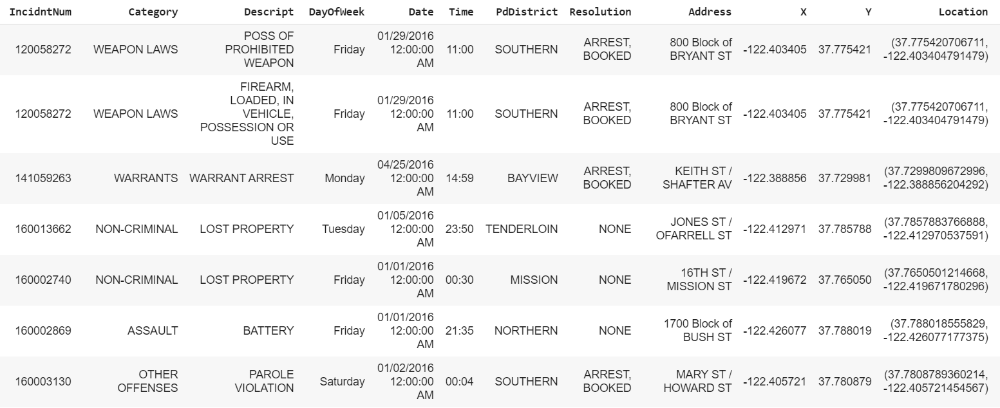 IncidntNum Category Descript DayOfWeek Date Time PdDistrict Resolution Address X Y Location
120058272 WEAPON LAWS POSS OF PROHIBITED WEAPON Friday 01/29/2016 12:00:00 AM 11:00 SOUTHERN ARREST, BOOKED 800 Block of BRYANT ST -122.403405 37.775421 (37.775420706711, -122.403404791479)
120058272 WEAPON LAWS FIREARM, LOADED, IN VEHICLE, POSSESSION OR USE Friday 01/29/2016 12:00:00 AM 11:00 SOUTHERN ARREST, BOOKED 800 Block of BRYANT ST -122.403405 37.775421 (37.775420706711, -122.403404791479)
141059263 WARRANTS WARRANT ARREST Monday 04/25/2016 12:00:00 AM 14:59 BAYVIEW ARREST, BOOKED KEITH ST / SHAFTER AV -122.388856 37.729981 (37.7299809672996, -122.388856204292)
160013662 NON-CRIMINAL LOST PROPERTY Tuesday 01/05/2016 12:00:00 AM 23:50 TENDERLOIN NONE JONES ST / OFARRELL ST -122.412971 37.785788 (37.7857883766888, -122.412970537591)
160002740 NON-CRIMINAL LOST PROPERTY Friday 01/01/2016 12:00:00 AM 00:30 MISSION NONE 16TH ST / MISSION ST -122.419672 37.765050 (37.7650501214668, -122.419671780296)
160002869 ASSAULT BATTERY Friday 01/01/2016 12:00:00 AM 21:35 NORTHERN NONE 1700 Block of BUSH ST -122.426077 37.788019 (37.788018555829, -122.426077177375)
160003130 OTHER OFFENSES PAROLE VIOLATION Saturday 01/02/2016 12:00:00 AM 00:04 SOUTHERN ARREST, BOOKED MARY ST / HOWARD ST -122.405721 37.780879 (37.7808789360214, -122.405721454567)